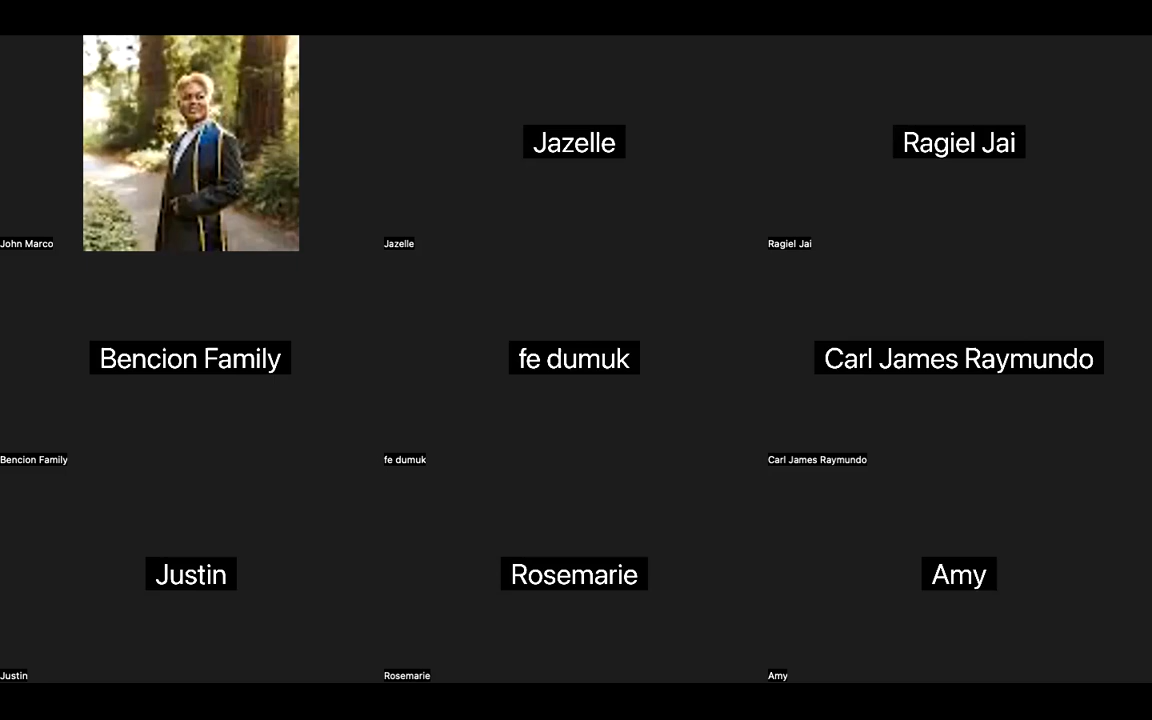 Jazelle
Ragiel Jai
John Marco
Jazelle
Ragiel Jai
Bencion Family
fe dumuk
Carl James Raymundo
Bencion Family
fe dumuk
Carl James Raymundo
Justin
Rosemarie
Amy
Justin
Rosemarie
Amy